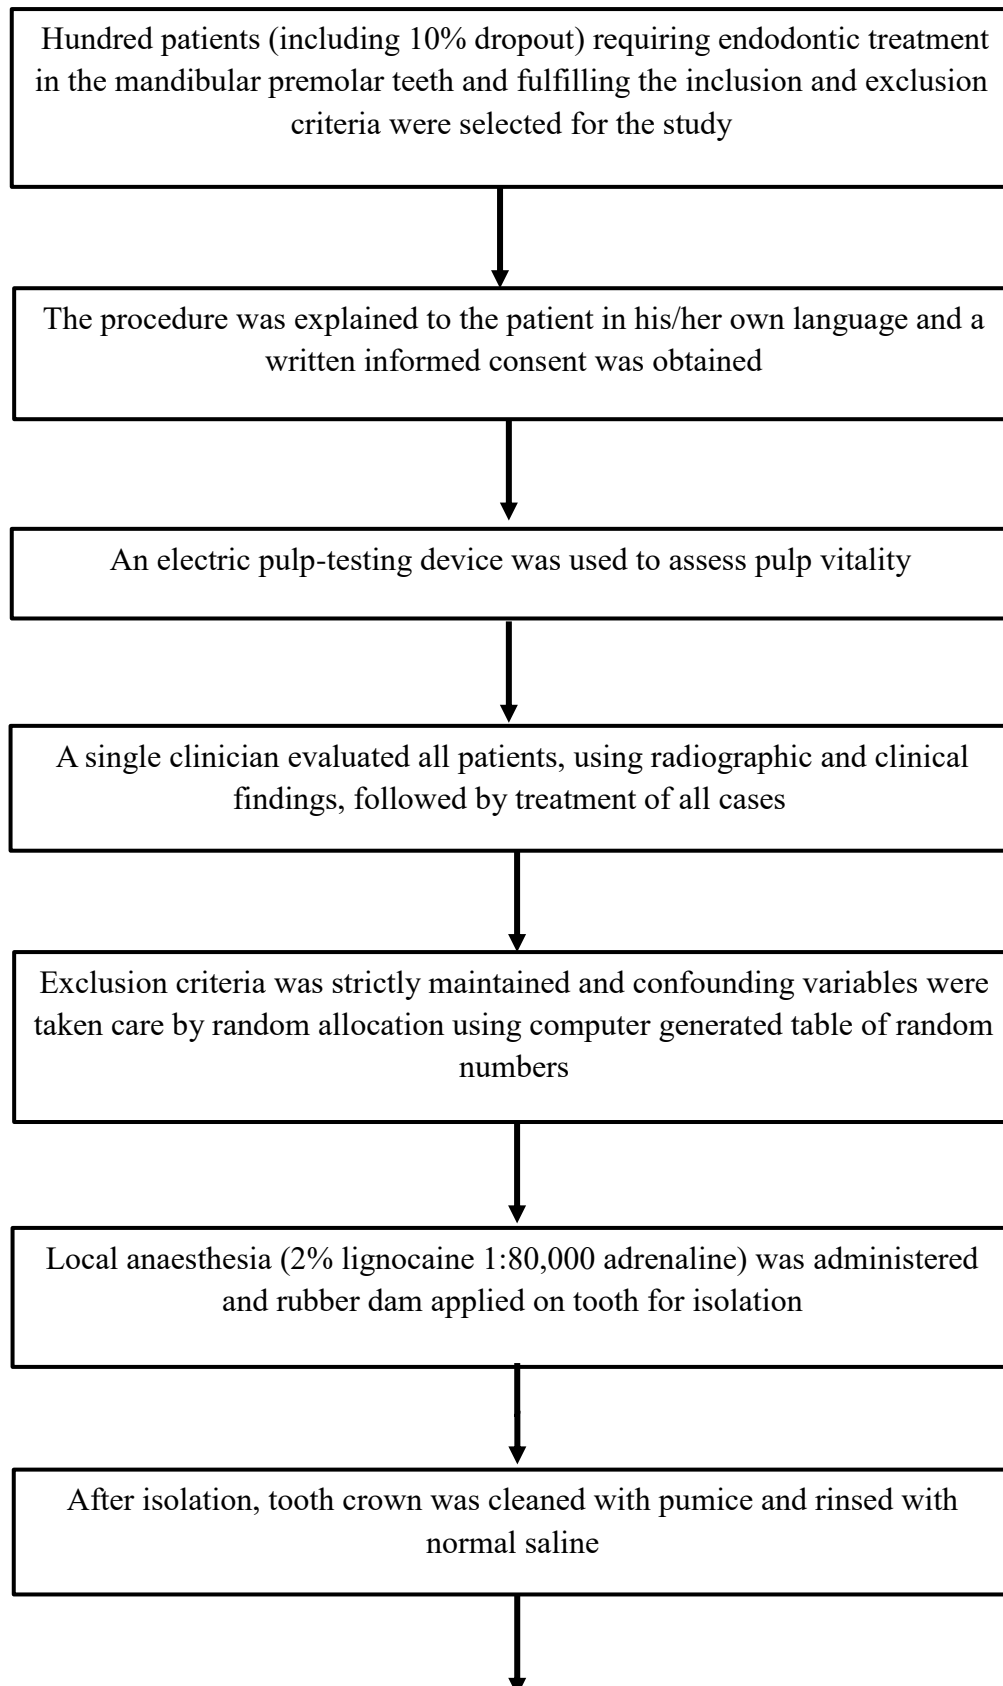 Hundred patients (including 10% dropout) requiring endodontic treatment
in the mandibular premolar teeth and fulfilling the inclusion and exclusion
criteria were selected for the study
The procedure was explained to the patient in his/her own language and a
written informed consent was obtained
An electric pulp-testing device was used to assess pulp vitality
A single clinician evaluated all patients, using radiographic and clinical
findings, followed by treatment of all cases
Exclusion criteria was strictly maintained and confounding variables were
taken care by random allocation using computer generated table of random
numbers
Local anaesthesia (2% lignocaine 1:80,000 adrenaline) was administered
and rubber dam applied on tooth for isolation
After isolation, tooth crown was cleaned with pumice and rinsed with
normal saline